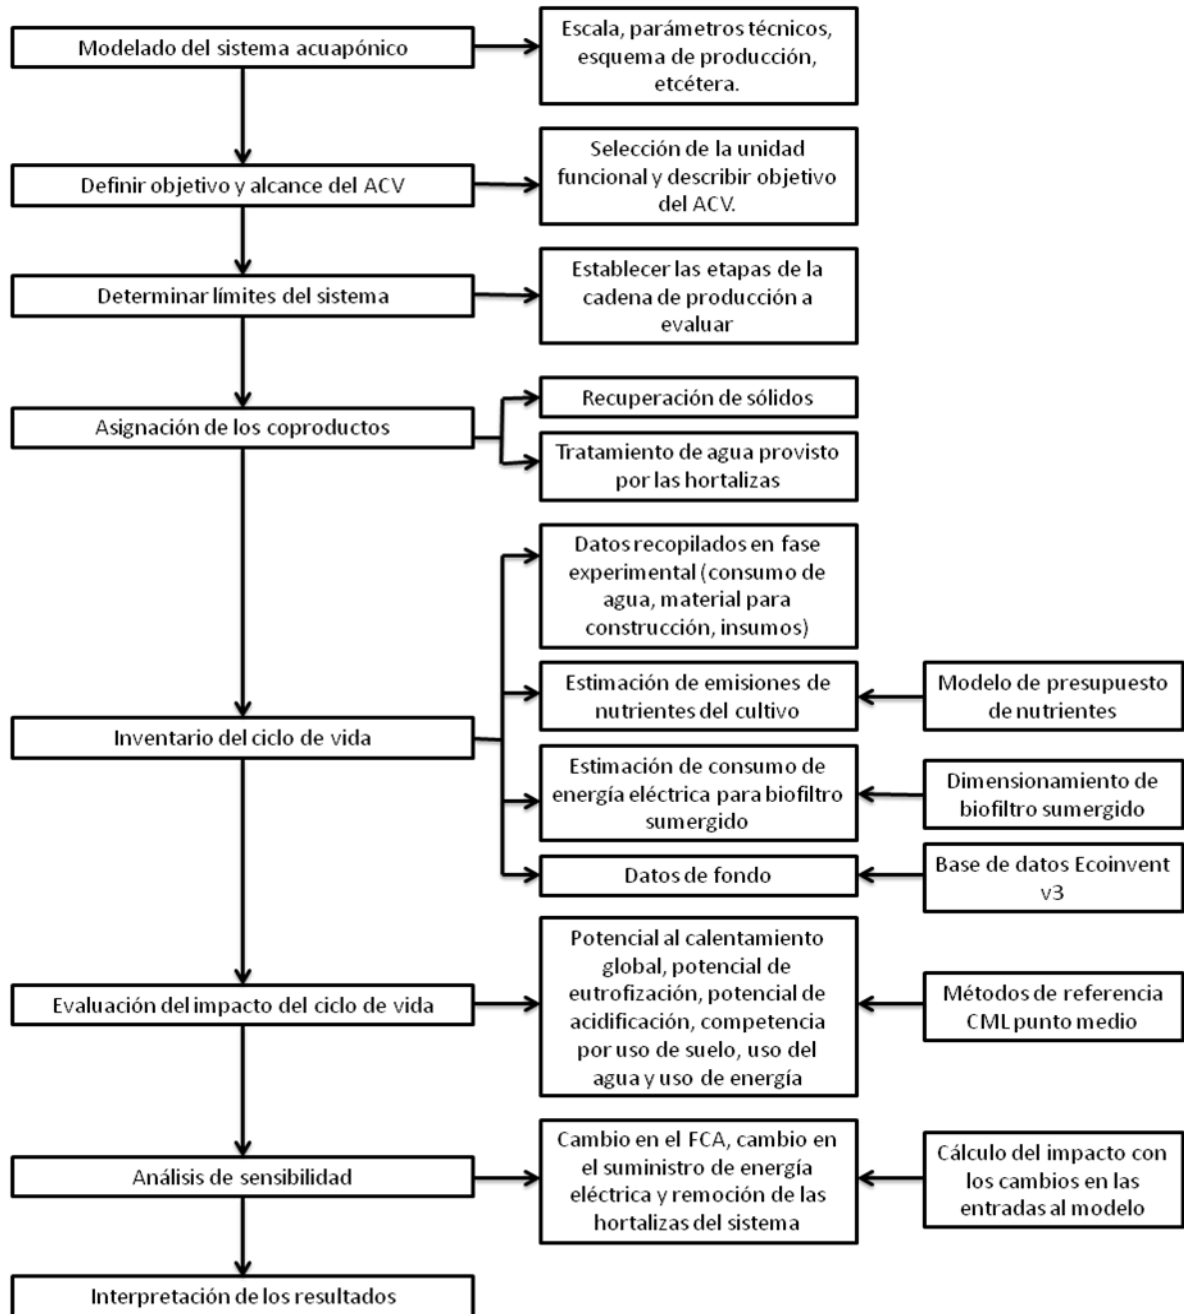 Modelado del sistema acuapónico
Escala, parámetros técnicos,
esquema de producción,
etcétera.
Definir objetivo y alcance del ACV
Selección de la unidad
funcional y describir objetivo
del ACV.
Determinar límites del sistema
Establecer las etapas de la
cadena de producción a
evaluar
Asignación de los coproductos
Recuperación de sólidos
Tratamiento de agua provisto
por las hortalizas
Inventario del ciclo de vida
Datos recopilados en fase
experimental (consumo de
agua, material para
construcción, insumos)
Estimación de emisiones de
nutrientes del cultivo
Modelo de presupuesto
de nutrientes
Estimación de consumo de
energía eléctrica para biofiltro
sumergido
Dimensionamiento de
biofiltro sumergido
Datos de fondo
Base de datos Ecoinvent
v3
Evaluación del impacto del ciclo de vida
Potencial al calentamiento
global, potencial de
eutrofización, potencial de
acidificación, competencia
por uso de suelo, uso del
agua y uso de energía
Métodos de referencia
CML punto medio
Análisis de sensibilidad
Cambio en el FCA, cambio en
el suministro de energía
eléctrica y remoción de las
hortalizas del sistema
Cálculo del impacto con
los cambios en las
entradas al modelo
Interpretación de los resultados